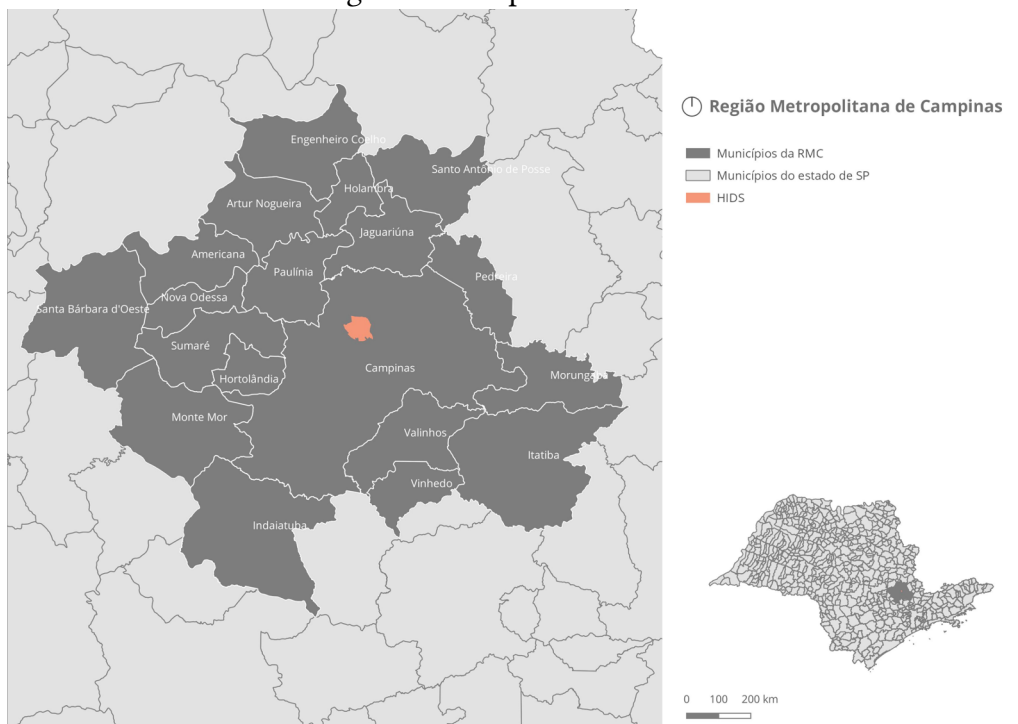 Região Metropolitana de Campinas
Municípios da RMC
Municípios do estado de SP
HIDS
Engenheiro Coelho
Santo Antônio de Posse
Holambra
Artur Nogueira
Jaguariúna
Americana
Paulínia
Pedreira
Nova Odessa
Santa Bárbara d'Oeste
Sumaré
Campinas
Hortolândia
Morungaba
Monte Mor
Valinhos
Itatiba
Vinhedo
Indaiatuba
0 100 200 km